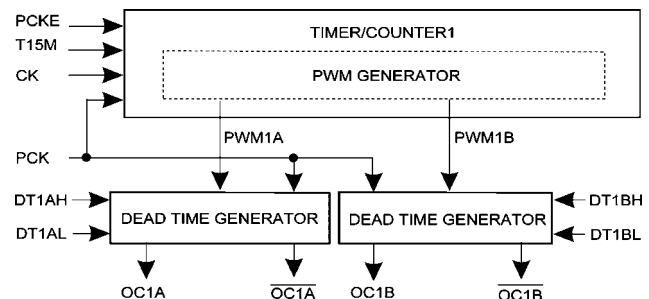 PCKE
TIMER/COUNTER1
T15M
CK
PWM GENERATOR
PWM1A
PWM1B
PCK
DT1AH
DEAD TIME GENERATOR
DEAD TIME GENERATOR
DT1BH
DT1AL
DT1BL
OC1A
OC1A
OC1B
OC1B